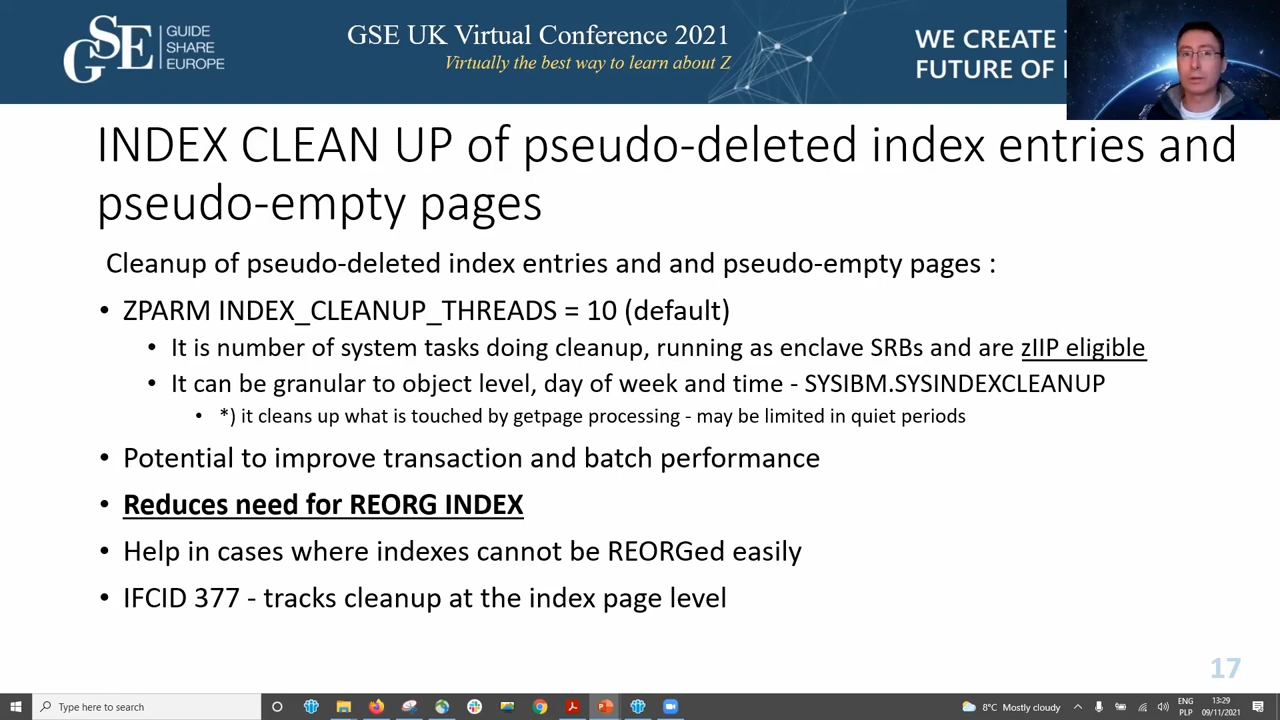 GSE
GUIDE
SHARE
EUROPE
GSE UK Virtual Conference 2021
Virtually the best way to learn about Z
WE CREATE
FUTURE OF
INDEX CLEAN UP of pseudo-deleted index entries and
pseudo-empty pages
Cleanup of pseudo-deleted index entries and and pseudo-empty pages :
• ZPARM INDEX_CLEANUP_THREADS = 10 (default)
• It is number of system tasks doing cleanup, running as enclave SRBs and are zIIP eligible
• It can be granular to object level, day of week and time - SYSIBM.SYSINDEXCLEANUP
• *) it cleans up what is touched by getpage processing - may be limited in quiet periods
• Potential to improve transaction and batch performance
• Reduces need for REORG INDEX
• Help in cases where indexes cannot be REORGed easily
• IFCID 377 - tracks cleanup at the index page level
17
Type here to search
8°C Mostly cloudy
ENG
PLP
13:29
09/11/2021